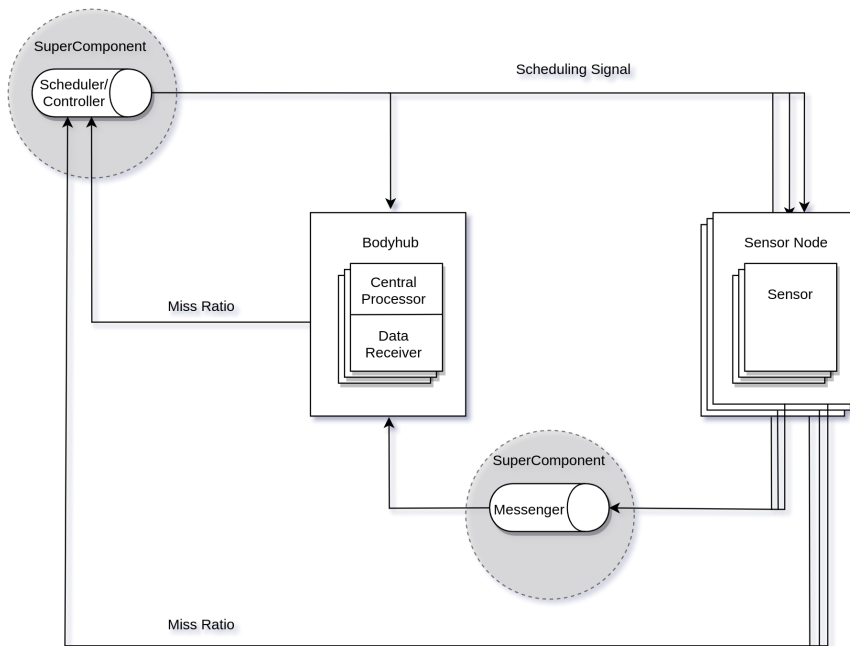 SuperComponent
Scheduler/
Controller
Scheduling Signal
Bodyhub
Central
Processor
Data
Receiver
Sensor Node
Sensor
Miss Ratio
SuperComponent
Messenger
Miss Ratio